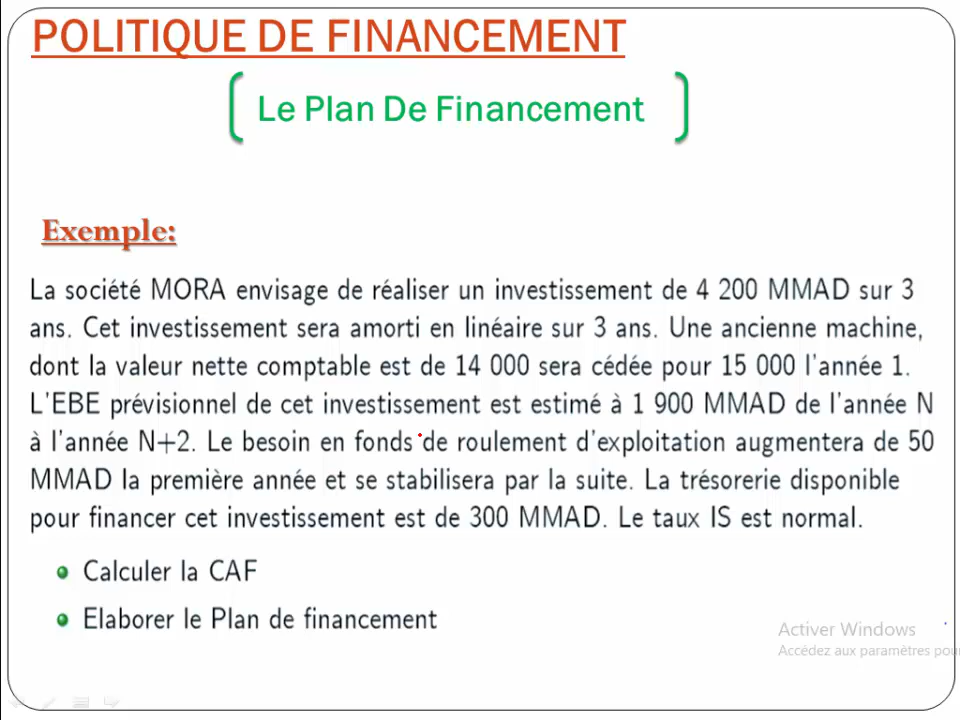 POLITIQUE DE FINANCEMENT
Le Plan De Financement
Exemple:
La société MORA envisage de réaliser un investissement de 4 200 MMAD sur 3
ans. Cet investissement sera amorti en linéaire sur 3 ans. Une ancienne machine,
dont la valeur nette comptable est de 14 000 sera cédée pour 15 000 l'année 1.
L'EBE prévisionnel de cet investissement est estimé à 1 900 MMAD de l'année N
à l'année N+2. Le besoin en fonds de roulement d'exploitation augmentera de 50
MMAD la première année et se stabilisera par la suite. La trésorerie disponible
pour financer cet investissement est de 300 MMAD. Le taux IS est normal.
Calculer la CAF
Elaborer le Plan de financement
Activer Windows
Accédez aux paramètres pour